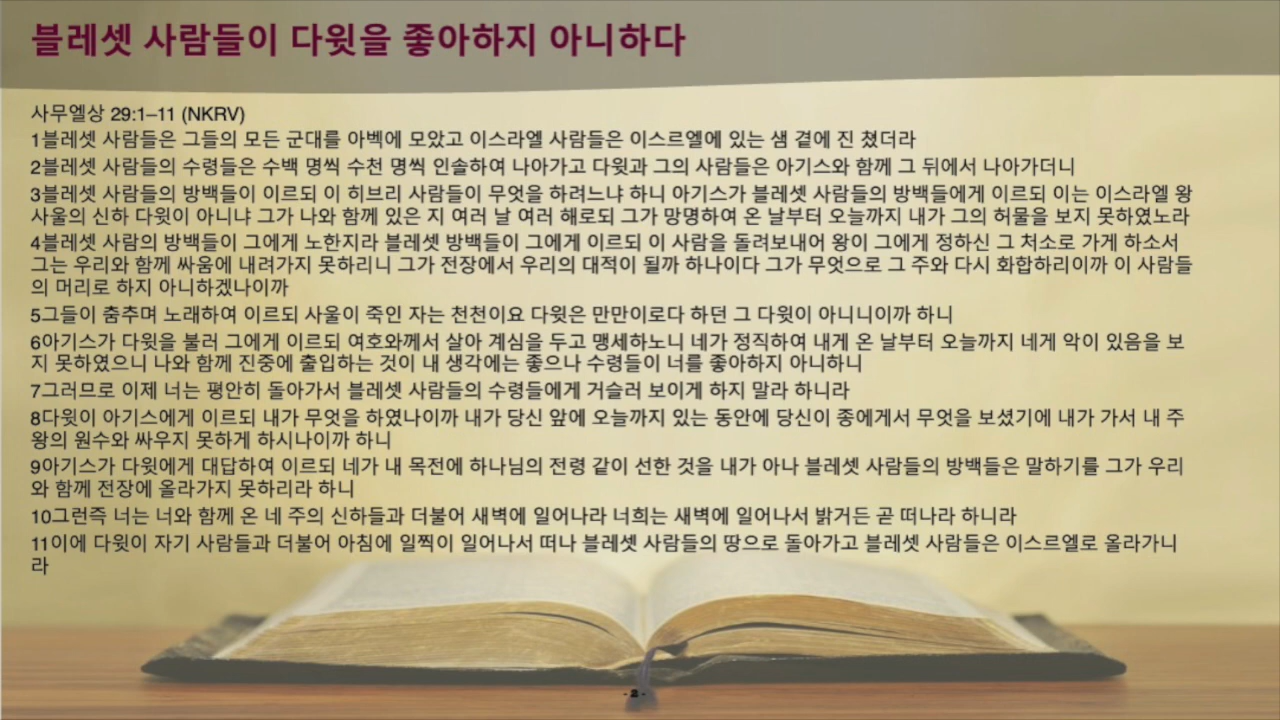 블레셋 사람들이 다윗을 좋아하지 아니하다
사무엘상 29:1–11 (NKRV)
1블레셋 사람들은 그들의 모든 군대를 아벡에 모았고 이스라엘 사람들은 이스르엘에 있는 샘 곁에 진 쳤더라
2블레셋 사람들의 수령들은 수백 명씩 수천 명씩 인솔하여 나아가고 다윗과 그의 사람들은 아기스와 함께 그 뒤에서 나아가더니
3블레셋 사람들의 방백들이 이르되 이 히브리 사람들이 무엇을 하려느냐 하니 아기스가 블레셋 사람들의 방백들에게 이르되 이는 이스라엘 왕
사울의 신하 다윗이 아니냐 그가 나와 함께 있은 지 여러 날 여러 해로되 그가 망명하여 온 날부터 오늘까지 내가 그의 허물을 보지 못하였노라
4블레셋 사람의 방백들이 그에게 노한지라 블레셋 방백들이 그에게 이르되 이 사람을 돌려보내어 왕이 그에게 정하신 그 처소로 가게 하소서
그는 우리와 함께 싸움에 내려가지 못하리니 그가 전장에서 우리의 대적이 될까 하나이다 그가 무엇으로 그 주와 다시 화합하리이까 이 사람들
의 머리로 하지 아니하겠나이까
5그들이 춤추며 노래하여 이르되 사울이 죽인 자는 천천이요 다윗은 만만이로다 하던 그 다윗이 아니니이까 하니
6아기스가 다윗을 불러 그에게 이르되 여호와께서 살아 계심을 두고 맹세하노니 네가 정직하여 내게 온 날부터 오늘까지 네게 악이 있음을 보
지 못하였으니 나와 함께 진중에 출입하는 것이 내 생각에는 좋으나 수령들이 너를 좋아하지 아니하니
7그러므로 이제 너는 평안히 돌아가서 블레셋 사람들의 수령들에게 거슬러 보이게 하지 말라 하니라
8다윗이 아기스에게 이르되 내가 무엇을 하였나이까 내가 당신 앞에 오늘까지 있는 동안에 당신이 종에게서 무엇을 보셨기에 내가 가서 내 주
왕의 원수와 싸우지 못하게 하시나이까 하니
9아기스가 다윗에게 대답하여 이르되 네가 내 목전에 하나님의 전령 같이 선한 것을 내가 아나 블레셋 사람들의 방백들은 말하기를 그가 우리
와 함께 전장에 올라가지 못하리라 하니
10그런즉 너는 너와 함께 온 네 주의 신하들과 더불어 새벽에 일어나라 너희는 새벽에 일어나서 밝거든 곧 떠나라 하니라
11이에 다윗이 자기 사람들과 더불어 아침에 일찍이 일어나서 떠나 블레셋 사람들의 땅으로 돌아가고 블레셋 사람들은 이스르엘로 올라가니
라
- 2 -